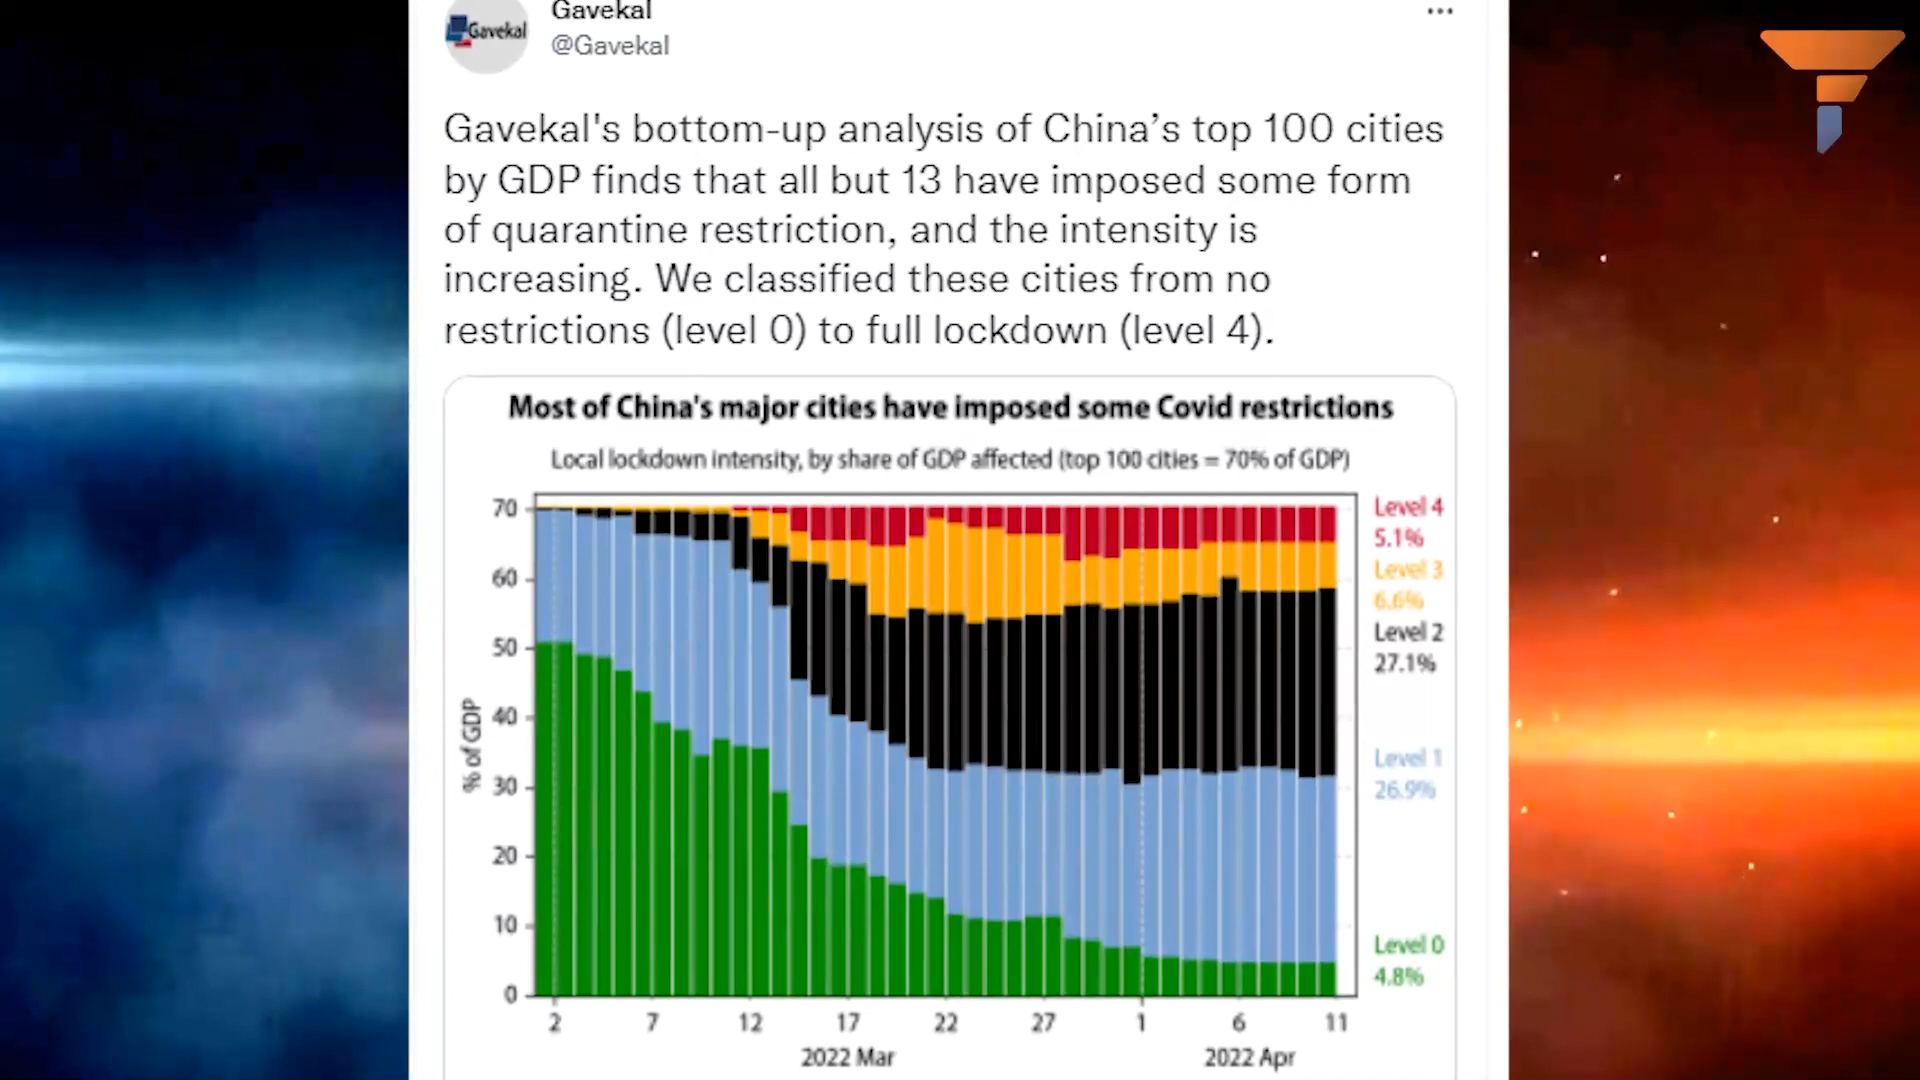 Gavekal
Gavekal
@Gavekal
Gavekal's bottom-up analysis of China’s top 100 cities
by GDP finds that all but 13 have imposed some form
of quarantine restriction, and the intensity is
increasing. We classified these cities from no
restrictions (level 0) to full lockdown (level 4).
Most of China's major cities have imposed some Covid restrictions
Local lockdown intensity, by share of GDP affected (top 100 cities = 70% of GDP)
% of GDP
70
60
50
40
30
20
10
0
Level 4
5.1%
Level 3
6.6%
Level 2
27.1%
Level 1
26.9%
Level 0
4.8%
2 7 12 17 22 27 1 6 11
2022 Mar 2022 Apr